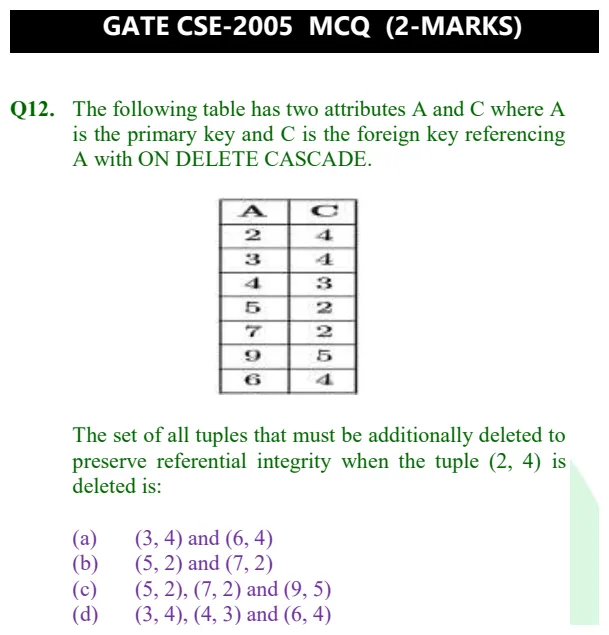 GATE CSE-2005 MCQ (2-MARKS)
Q12. The following table has two attributes A and C where A
is the primary key and C is the foreign key referencing
A with ON DELETE CASCADE.
A C
2 4
3 4
4 3
5 2
7 2
9 5
6 4
The set of all tuples that must be additionally deleted to
preserve referential integrity when the tuple (2, 4) is
deleted is:
(a) (3, 4) and (6, 4)
(b) (5, 2) and (7, 2)
(c) (5, 2), (7, 2) and (9, 5)
(d) (3, 4), (4, 3) and (6, 4)